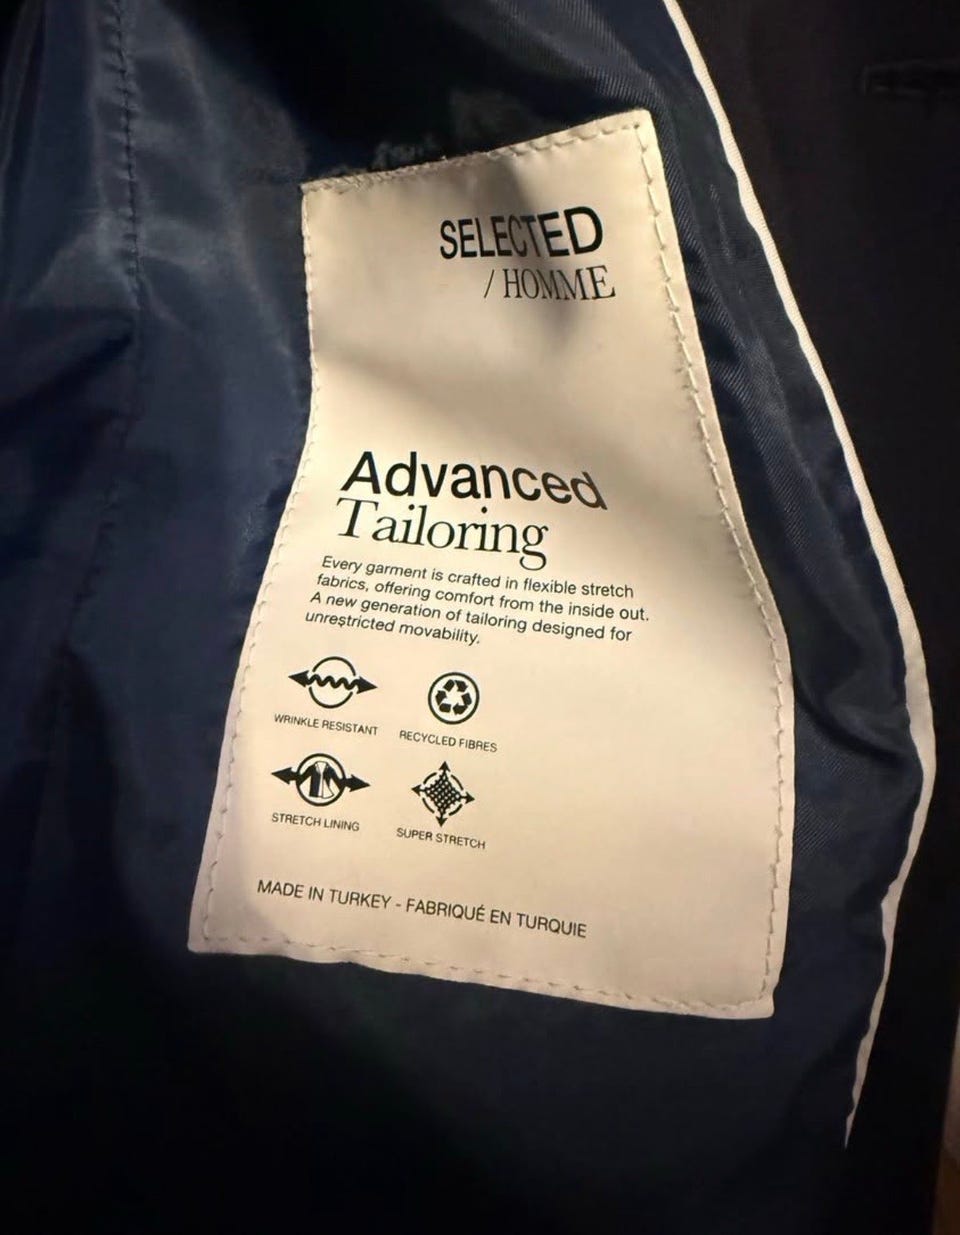 SELECTED
/ HOMME
Advanced
Tailoring
Every garment is crafted in flexible stretch
fabrics, offering comfort from the inside out.
A new generation of tailoring designed for
unrestricted movability.
WRINKLE RESISTANT
RECYCLED FIBRES
STRETCH LINING
SUPER STRETCH
MADE IN TURKEY - FABRIQUÉ EN TURQUIE